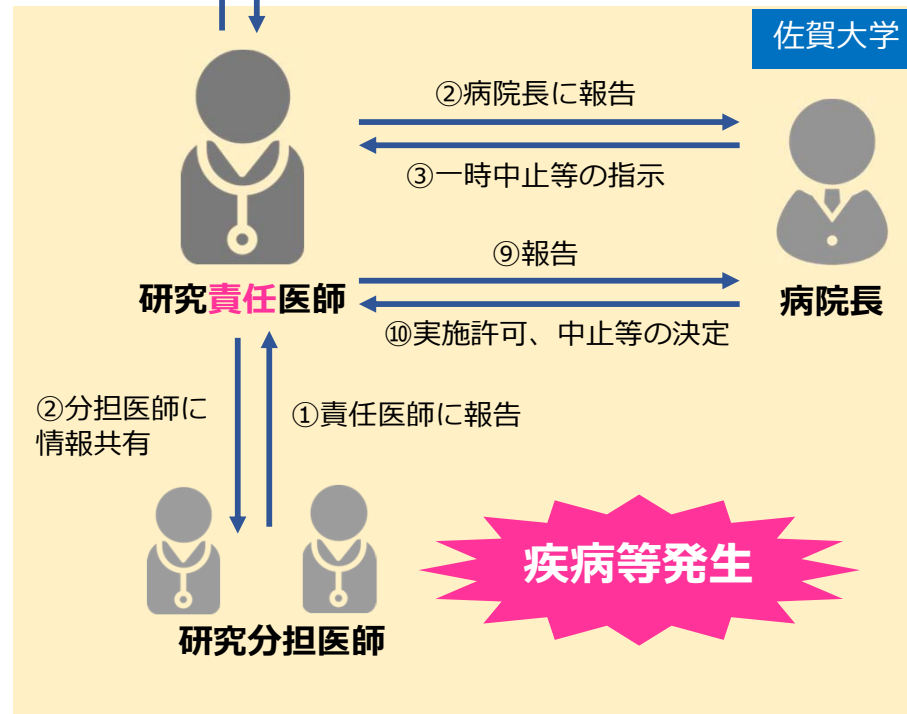 佐賀大学
②病院長に報告
③一時中止等の指示
⑨報告
研究責任医師
病院長
⑩実施許可、中止等の決定
②分担医師に
情報共有
①責任医師に報告
疾病等発生
研究分担医師